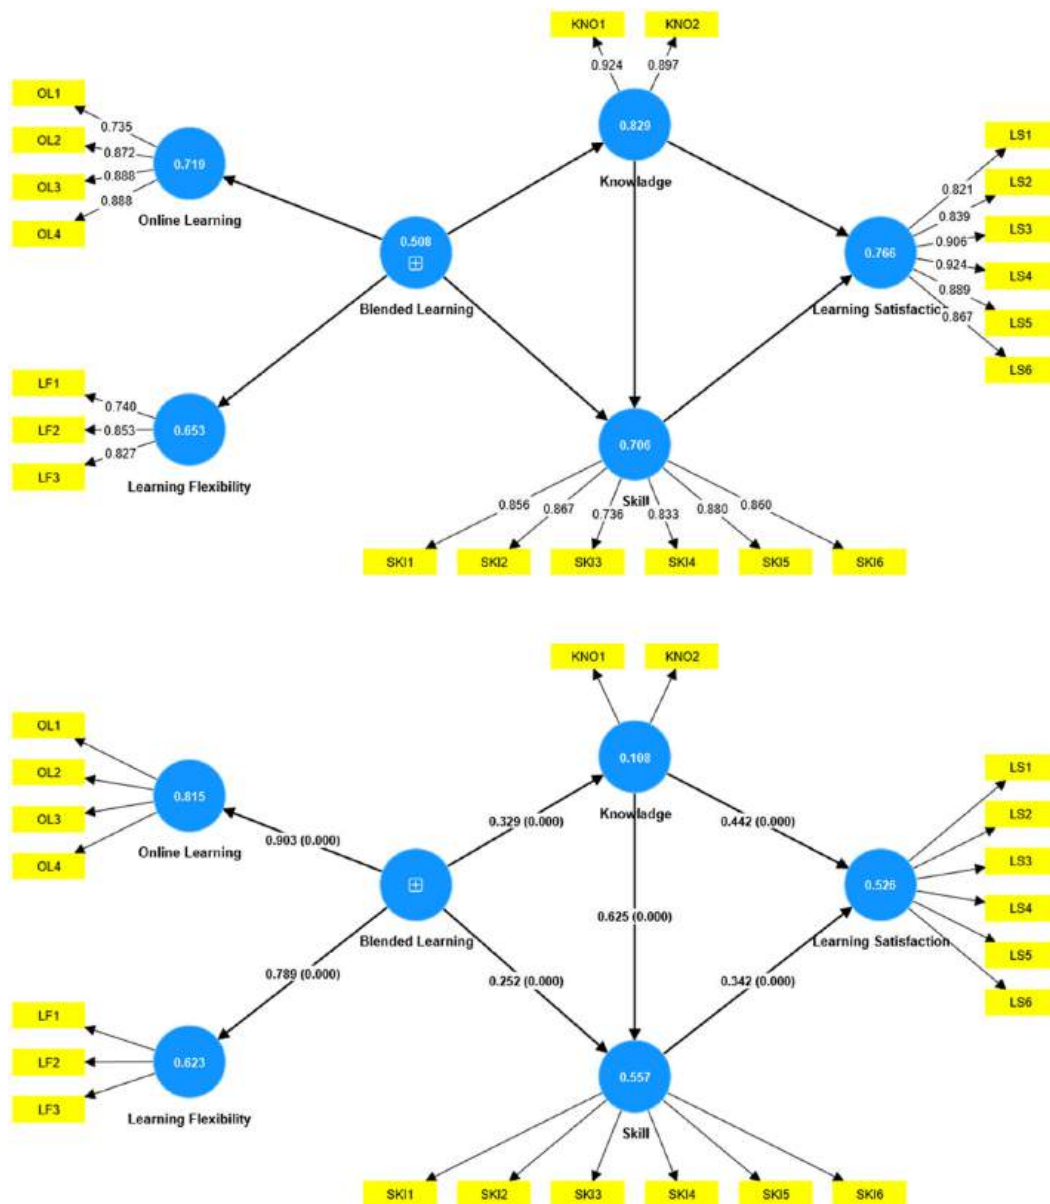 KNO1 KNO2
0.924 0.897
OL1
OL2
OL3
OL4
0.735
0.872
0.888
0.888
0.719
Online Learning
0.829
Knowladge
0.508
Blended Learning
LS1
LS2
LS3
LS4
LS5
LS6
0.821
0.839
0.906
0.924
0.889
0.867
0.766
Learning Satisfaction
LF1
LF2
LF3
0.740
0.853
0.827
0.653
Learning Flexibility
0.706
Skill
0.856 0.867 0.736 0.833 0.880 0.860
SKI1 SKI2 SKI3 SKI4 SKI5 SKI6
KNO1 KNO2
OL1
OL2
OL3
OL4
0.815
Online Learning
0.108
Knowladge
0.903 (0.000)
0.329 (0.000)
0.442 (0.000)
Blended Learning
LS1
LS2
LS3
LS4
LS5
LS6
0.526
Learning Satisfaction
0.625 (0.000)
0.789 (0.000)
0.252 (0.000)
0.342 (0.000)
LF1
LF2
LF3
0.623
Learning Flexibility
0.557
Skill
SKI1 SKI2 SKI3 SKI4 SKI5 SKI6